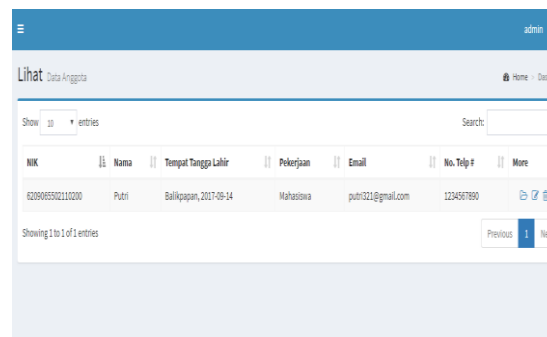 admin
Lihat Data Anggota Home > Das
Show 10 entries Search:
NIK Nama Tempat Tangga Lahir Pekerjaan Email No. Telp # More
6209065502110200 Putri Balikpapan, 2017-09-14 Mahasiswa putri321@gmail.com 1234567890
Showing 1 to 1 of 1 entries Previous 1 Ne